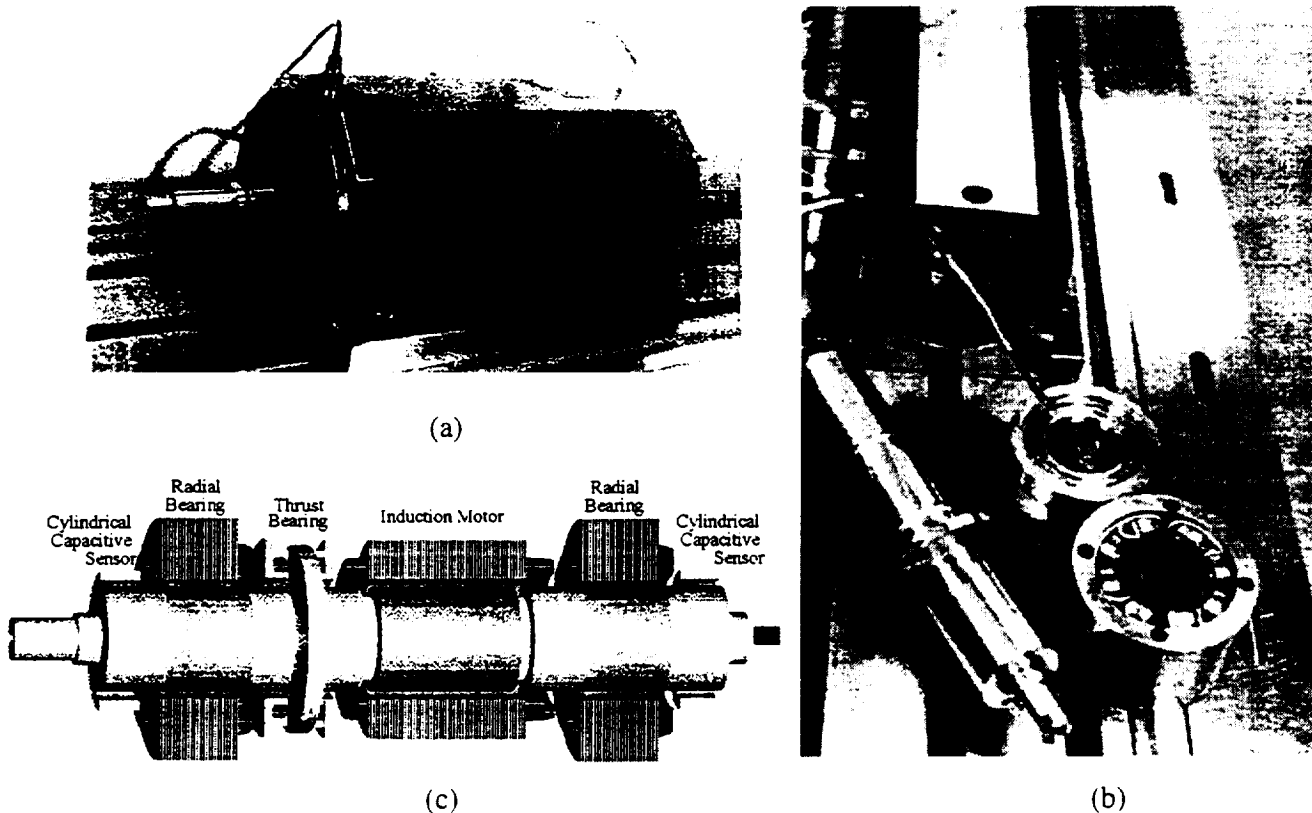 (a)
Radial
Bearing
Thrust
Bearing
Induction Motor
Radial
Bearing
Cylindrical
Capacitive
Sensor
Cylindrical
Capacitive
Sensor
(c)
(b)